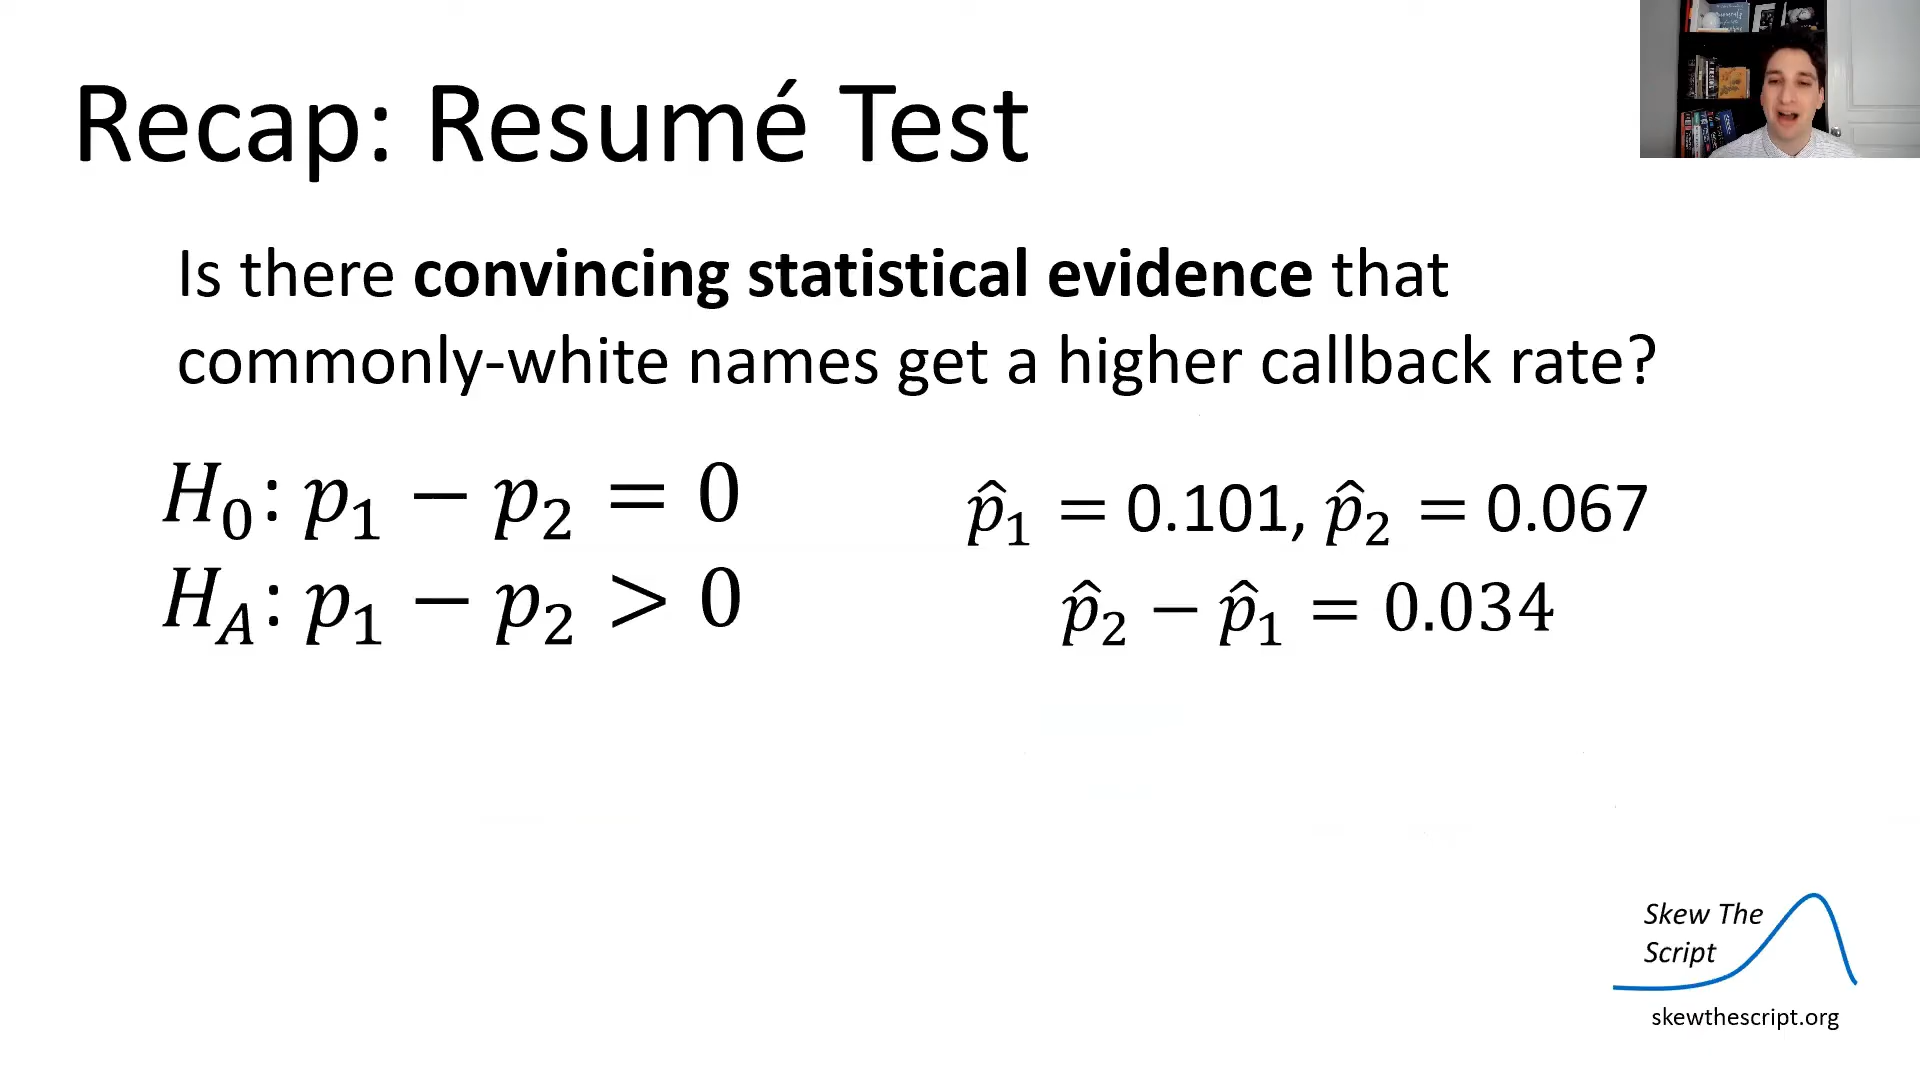 Recap: Resumé Test
Is there convincing statistical evidence that
commonly-white names get a higher callback rate?
H₀: p₁ − p₂ = 0
H_A: p₁ − p₂ > 0
p̂₁ = 0.101, p̂₂ = 0.067
p̂₂ − p̂₁ = 0.034
Skew The
Script
skewthescript.org